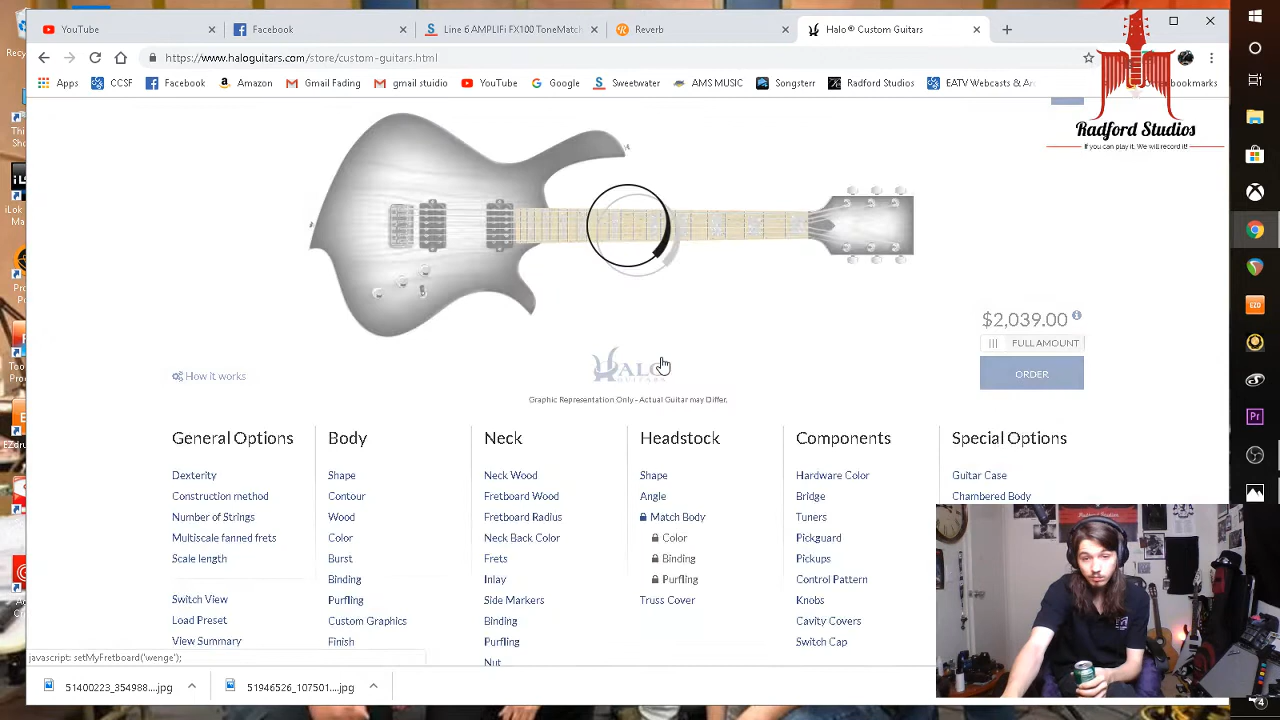 YouTube
Facebook
Line 6 AMPLIFi FX100 ToneMatch
Reverb
Halo® Custom Guitars
https://www.haloguitars.com/store/custom-guitars.html
Apps
CCSF
Facebook
Amazon
Gmail Fading
gmail studio
YouTube
Google
Sweetwater
AMS MUSIC
Songsterr
Radford Studios
EATV Webcasts & An
bookmarks
Radford Studios
If you can play it, We will record it!
$2,039.00
FULL AMOUNT
ORDER
How it works
HALO
GUITARS
Graphic Representation Only - Actual Guitar may Differ.
General Options
Dexterity
Construction method
Number of Strings
Multiscale fanned frets
Scale length
Switch View
Load Preset
View Summary
Body
Shape
Contour
Wood
Color
Burst
Binding
Purfling
Custom Graphics
Finish
Neck
Neck Wood
Fretboard Wood
Fretboard Radius
Neck Back Color
Frets
Inlay
Side Markers
Binding
Purfling
Nut
Headstock
Shape
Angle
Match Body
Color
Binding
Purfling
Truss Cover
Components
Hardware Color
Bridge
Tuners
Pickguard
Pickups
Control Pattern
Knobs
Cavity Covers
Switch Cap
Special Options
Guitar Case
Chambered Body
javascript: setMyFretboard('wenge');
51400223_354988....jpg
51946526_107501....jpg